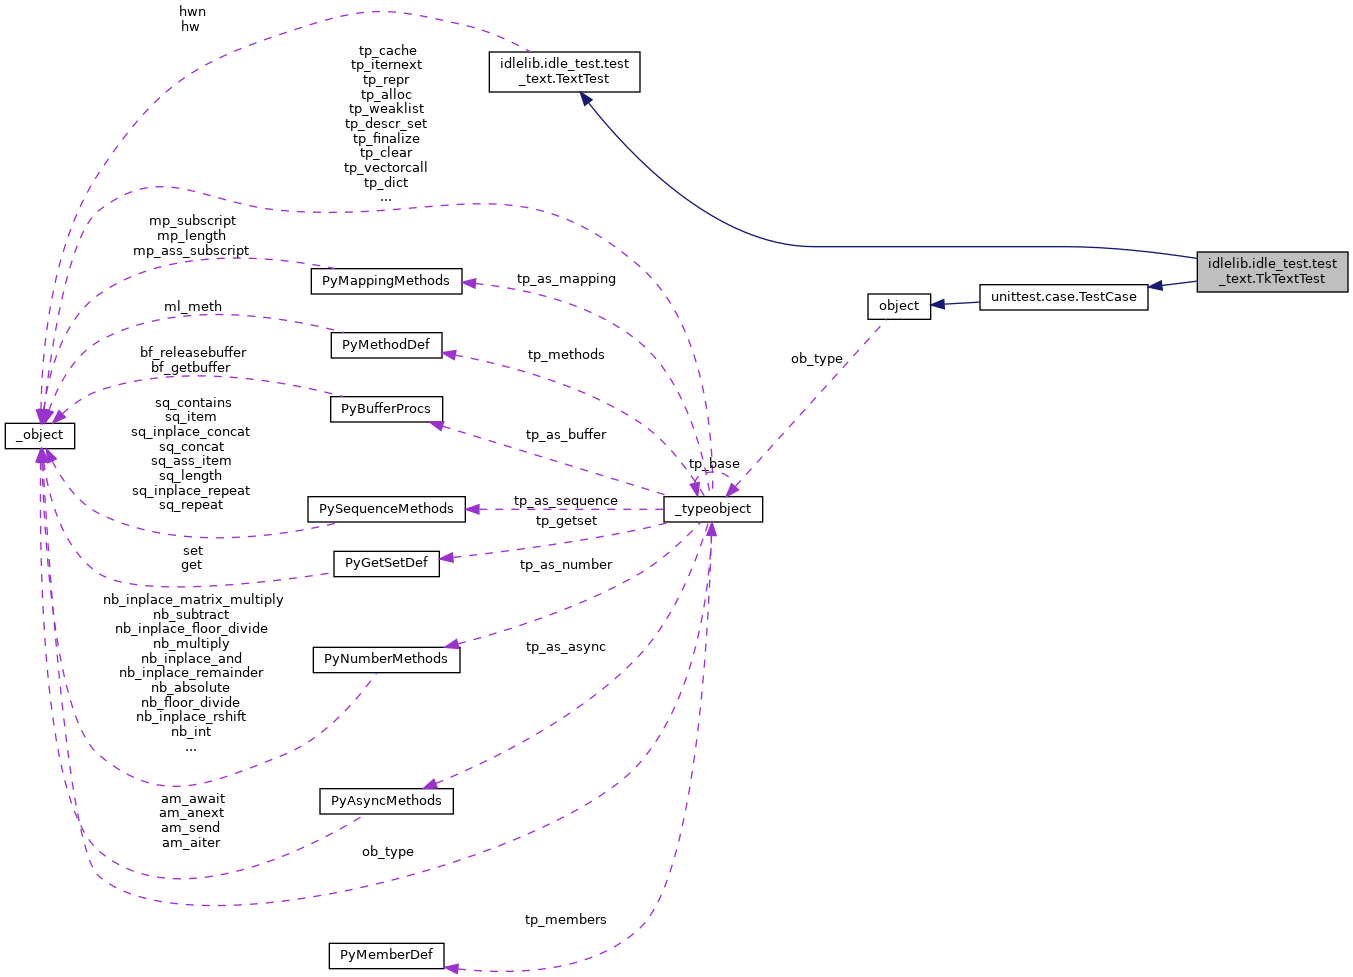 hwn
hw
idlelib.idle_test.test
_text.TextTest
tp_cache
tp_iternext
tp_repr
tp_alloc
tp_weaklist
tp_descr_set
tp_finalize
tp_clear
tp_vectorcall
tp_dict
...
mp_subscript
mp_length
mp_ass_subscript
PyMappingMethods
tp_as_mapping
idlelib.idle_test.test
_text.TkTextTest
unittest.case.TestCase
object
ml_meth
PyMethodDef
tp_methods
ob_type
bf_releasebuffer
bf_getbuffer
PyBufferProcs
tp_as_buffer
_object
sq_contains
sq_item
sq_inplace_concat
sq_concat
sq_ass_item
sq_length
sq_inplace_repeat
sq_repeat
tp_base
PySequenceMethods
tp_as_sequence
_typeobject
tp_getset
set
get
PyGetSetDef
tp_as_number
nb_inplace_matrix_multiply
nb_subtract
nb_inplace_floor_divide
nb_multiply
nb_inplace_and
nb_inplace_remainder
nb_absolute
nb_floor_divide
nb_inplace_rshift
nb_int
...
PyNumberMethods
tp_as_async
PyAsyncMethods
am_await
am_anext
am_send
am_aiter
ob_type
tp_members
PyMemberDef